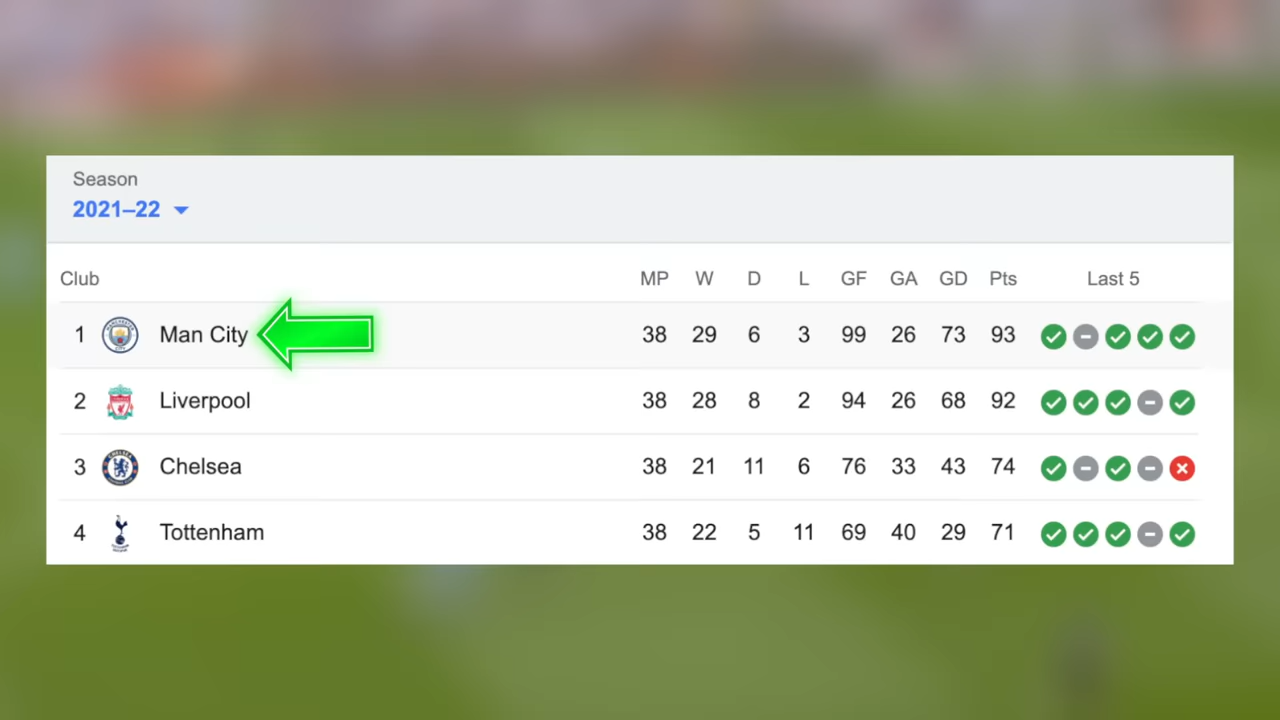 Season
2021–22
Club MP W D L GF GA GD Pts Last 5
1 Man City 38 29 6 3 99 26 73 93
2 Liverpool 38 28 8 2 94 26 68 92
3 Chelsea 38 21 11 6 76 33 43 74
4 Tottenham 38 22 5 11 69 40 29 71